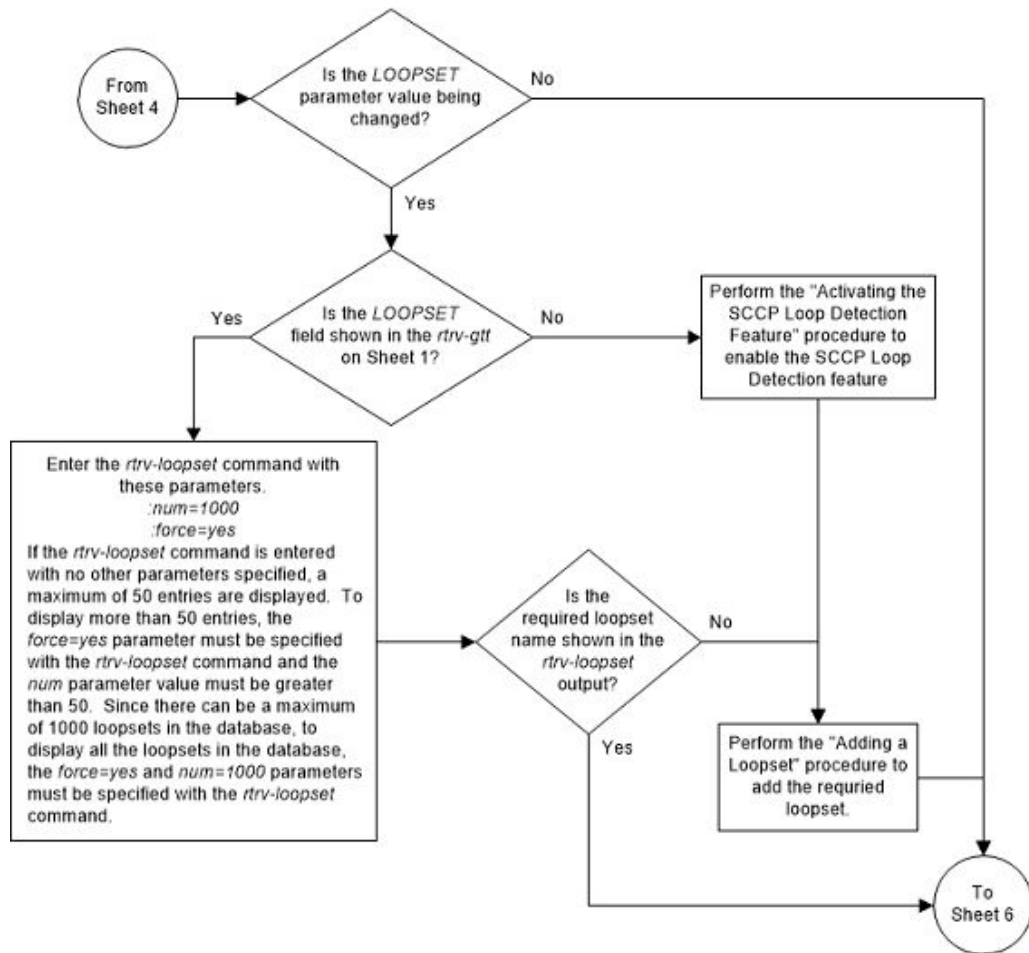 From
Sheet 4
Is the LOOPSET
parameter value being
changed?
No
Yes
Is the LOOPSET
field shown in the rtrv-gtt
on Sheet 1?
Yes
No
Perform the "Activating the
SCCP Loop Detection
Feature" procedure to
enable the SCCP Loop
Detection feature
Enter the rtrv-loopset command with
these parameters.
:num=1000
:force=yes
If the rtrv-loopset command is entered
with no other parameters specified, a
maximum of 50 entries are displayed. To
display more than 50 entries, the
force=yes parameter must be specified
with the rtrv-loopset command and the
num parameter value must be greater
than 50. Since there can be a maximum
of 1000 loopsets in the database, to
display all the loopsets in the database,
the force=yes and num=1000 parameters
must be specified with the rtrv-loopset
command.
Is the
required loopset
name shown in the
rtrv-loopset
output?
No
Yes
Perform the "Adding a
Loopset" procedure to
add the requried
loopset.
To
Sheet 6